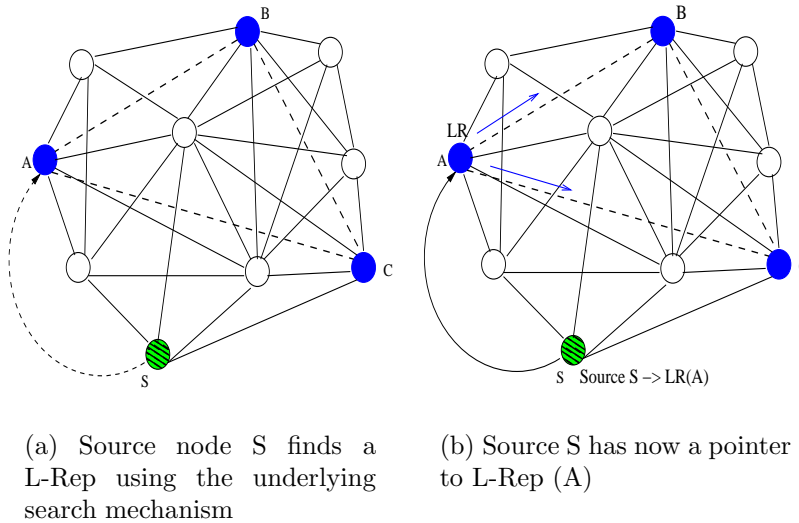 B
A
C
S
(a) Source node S finds a
L-Rep using the underlying
search mechanism
B
LR
A
S Source S –> LR(A)
(b) Source S has now a pointer
to L-Rep (A)